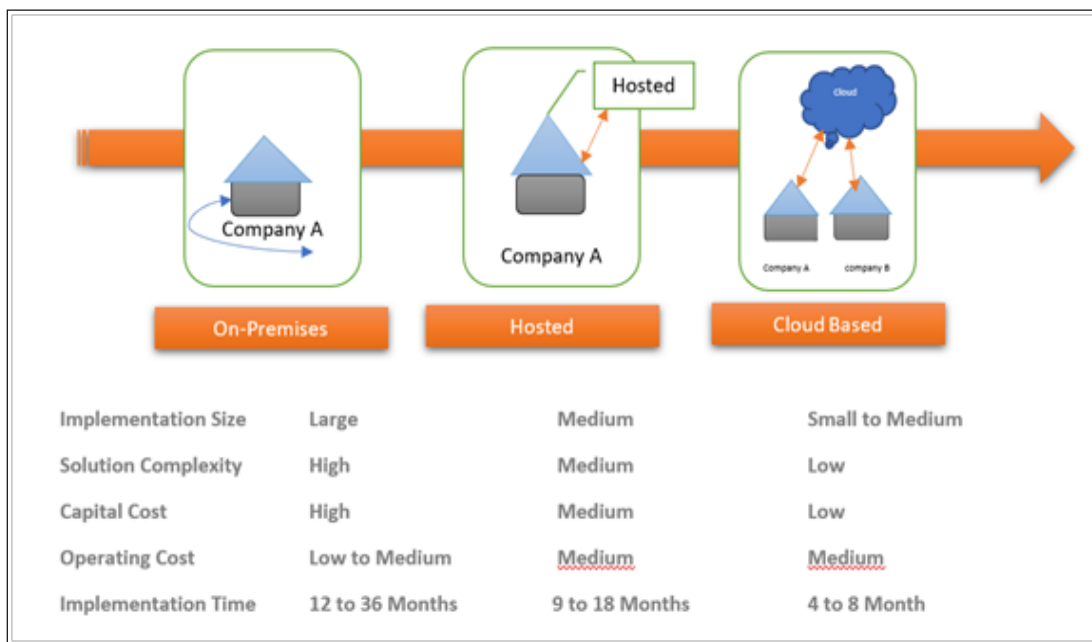 Hosted
Cloud
Company A
Company A
Company A company B
On-Premises Hosted Cloud Based
Implementation Size Large Medium Small to Medium
Solution Complexity High Medium Low
Capital Cost High Medium Low
Operating Cost Low to Medium Medium Medium
Implementation Time 12 to 36 Months 9 to 18 Months 4 to 8 Month